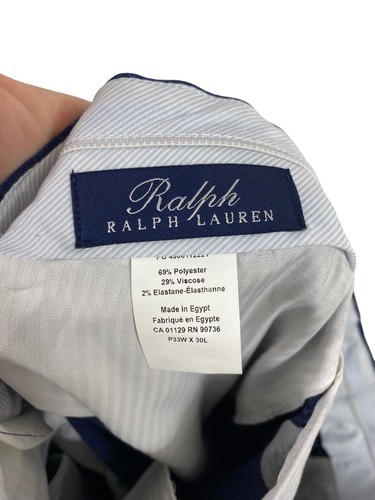 Ralph
RALPH LAUREN
69% Polyester
29% Viscose
2% Elastane-Élasthanne
Made in Egypt
Fabriqué en Egypte
CA 01129 RN 90736
P33W X 30L